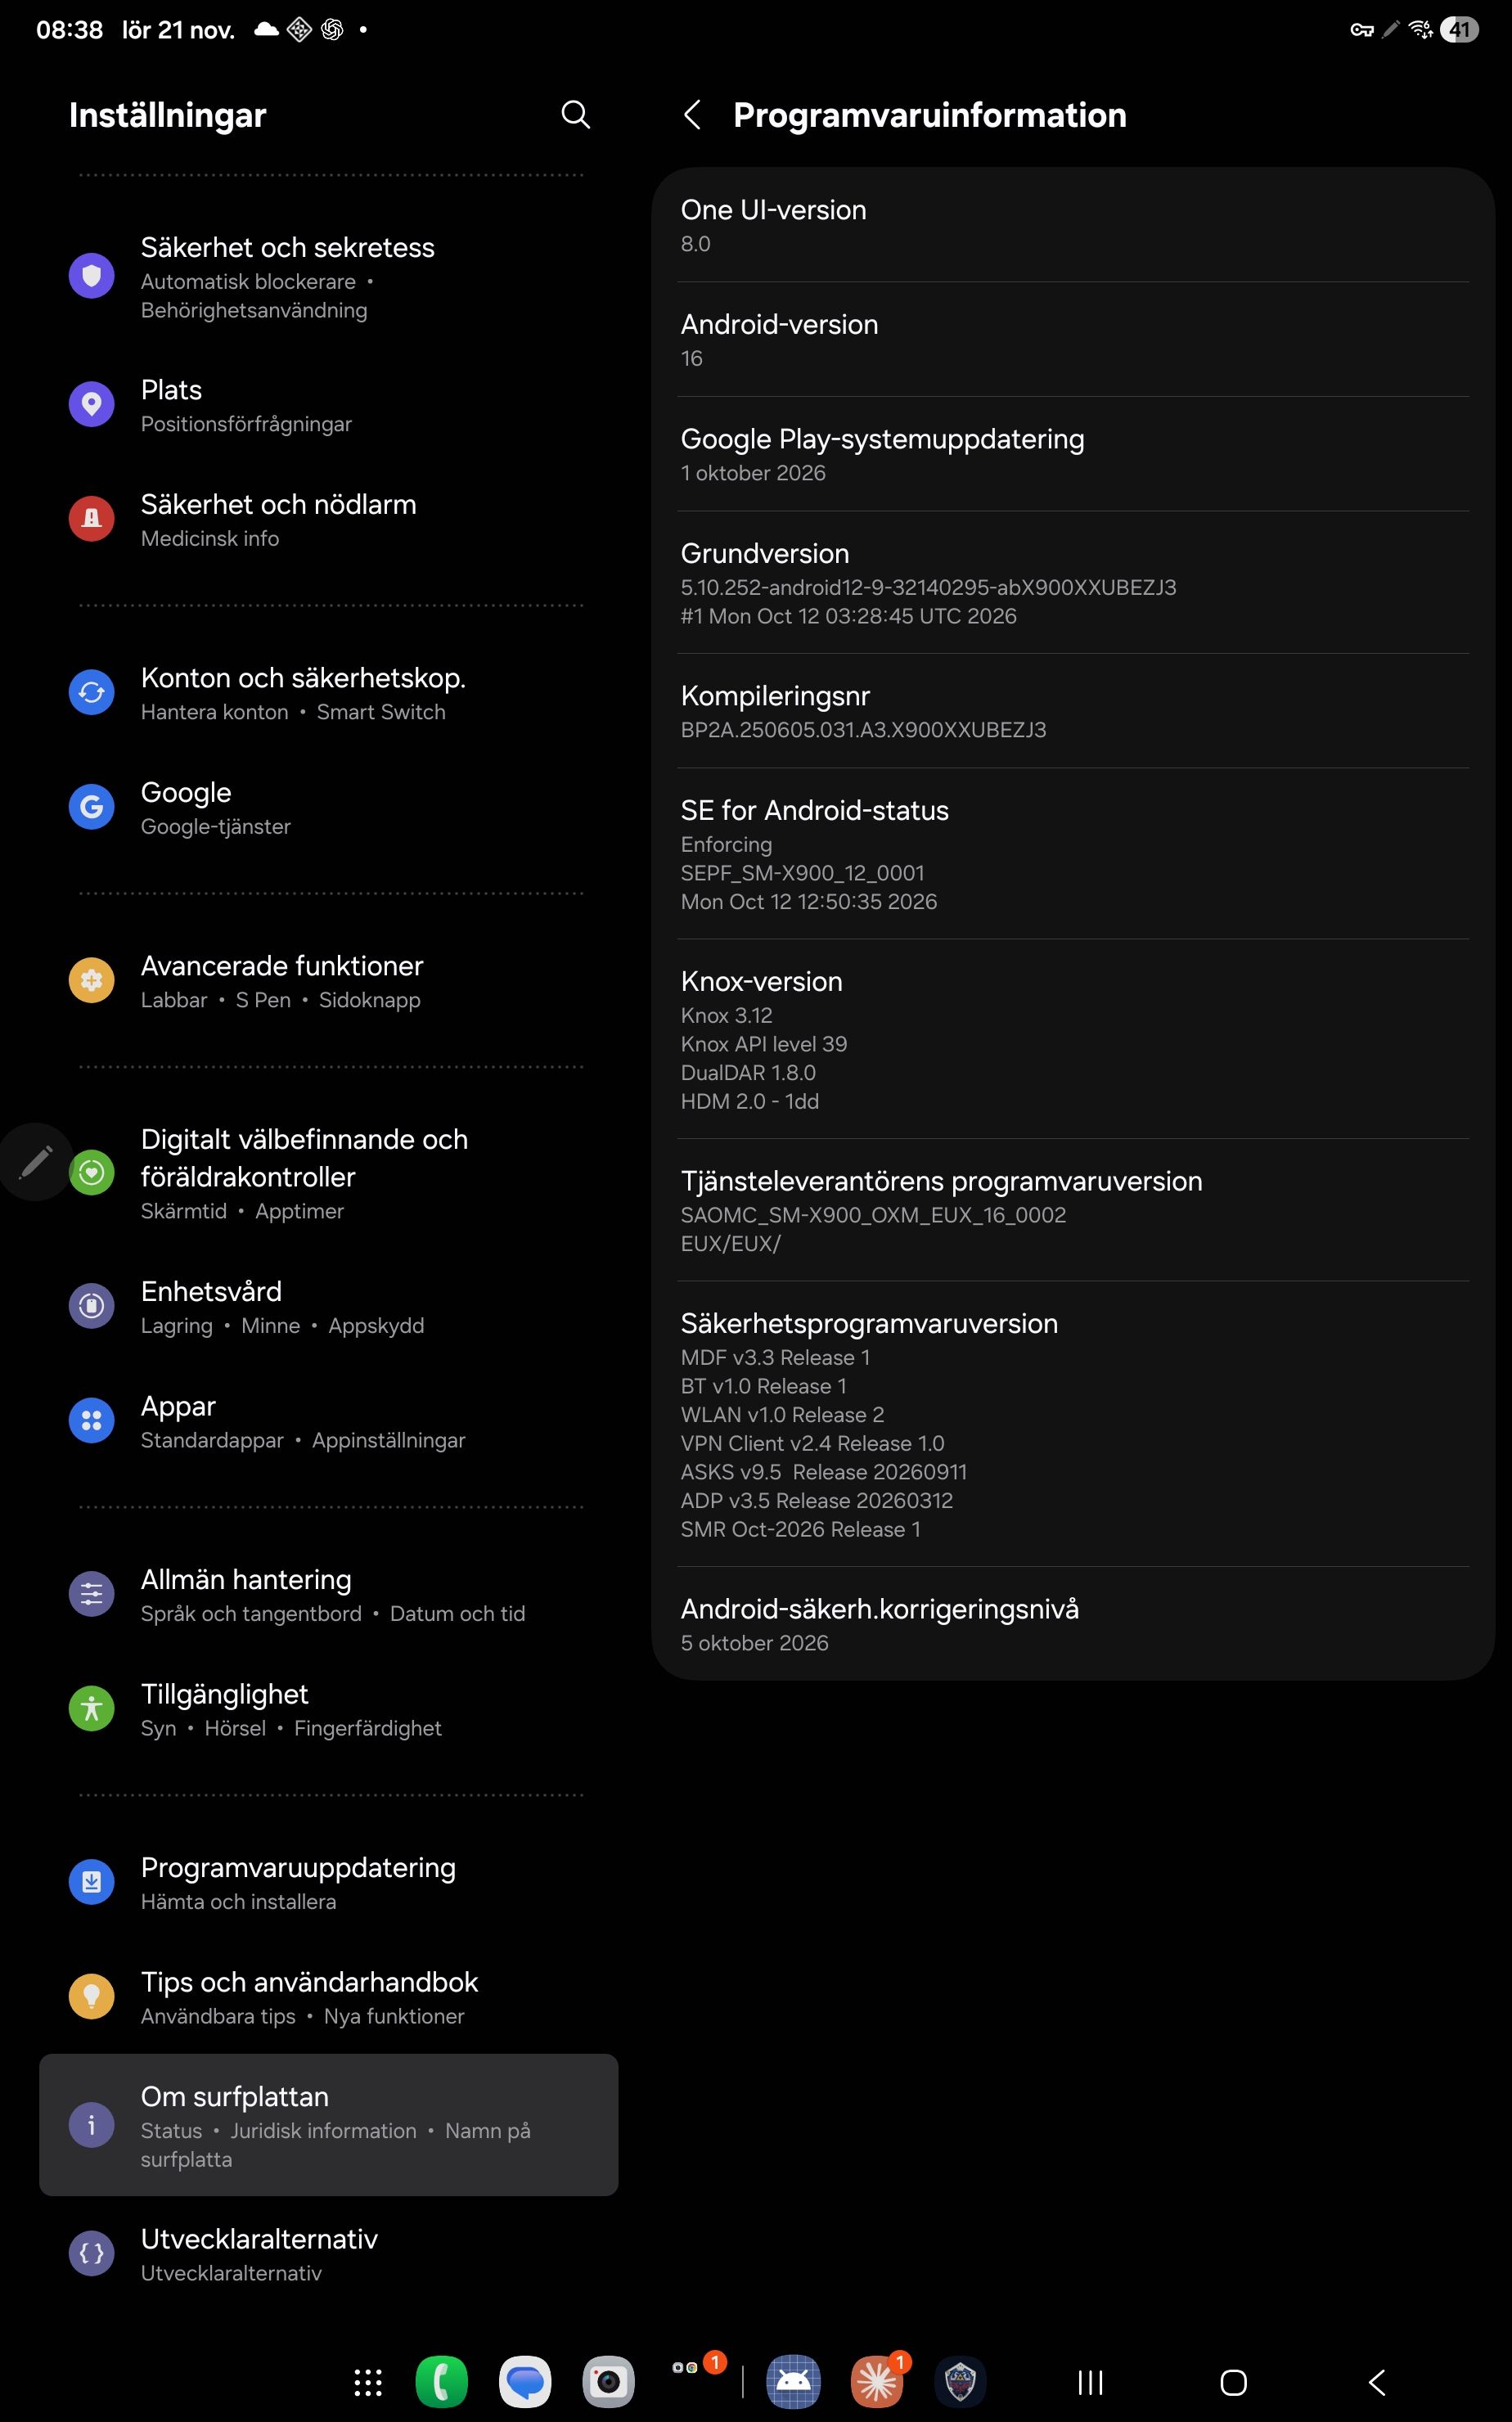 08:38 lör 21 nov.
41
Inställningar
Säkerhet och sekretess
Automatisk blockerare •
Behörighetsanvändning
Plats
Positionsförfrågningar
Säkerhet och nödlarm
Medicinsk info
Konton och säkerhetskop.
Hantera konton • Smart Switch
Google
Google-tjänster
Avancerade funktioner
Labbar • S Pen • Sidoknapp
Digitalt välbefinnande och
föräldrakontroller
Skärmtid • Apptimer
Enhetsvård
Lagring • Minne • Appskydd
Appar
Standardappar • Appinställningar
Allmän hantering
Språk och tangentbord • Datum och tid
Tillgänglighet
Syn • Hörsel • Fingerfärdighet
Programvaruuppdatering
Hämta och installera
Tips och användarhandbok
Användbara tips • Nya funktioner
Om surfplattan
Status • Juridisk information • Namn på
surfplatta
Utvecklaralternativ
Utvecklaralternativ
Programvaruinformation
One UI-version
8.0
Android-version
16
Google Play-systemuppdatering
1 oktober 2026
Grundversion
5.10.252-android12-9-32140295-abX900XXUBEZJ3
#1 Mon Oct 12 03:28:45 UTC 2026
Kompileringsnr
BP2A.250605.031.A3.X900XXUBEZJ3
SE for Android-status
Enforcing
SEPF_SM-X900_12_0001
Mon Oct 12 12:50:35 2026
Knox-version
Knox 3.12
Knox API level 39
DualDAR 1.8.0
HDM 2.0 - 1dd
Tjänsteleverantörens programvaruversion
SAOMC_SM-X900_OXM_EUX_16_0002
EUX/EUX/
Säkerhetsprogramvaruversion
MDF v3.3 Release 1
BT v1.0 Release 1
WLAN v1.0 Release 2
VPN Client v2.4 Release 1.0
ASKS v9.5  Release 20260911
ADP v3.5 Release 20260312
SMR Oct-2026 Release 1
Android-säkerh.korrigeringsnivå
5 oktober 2026
1
1